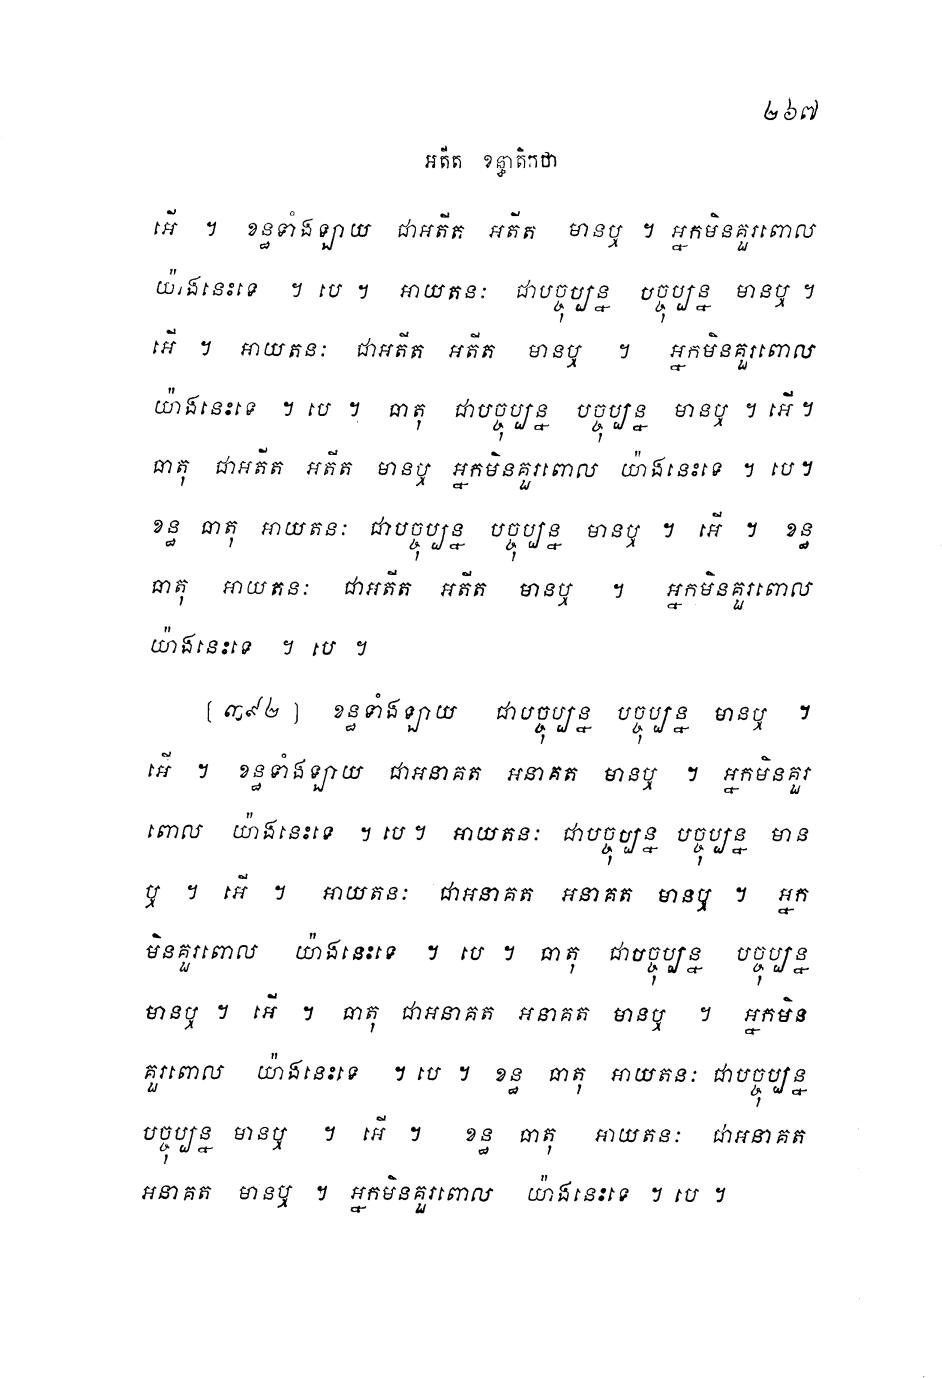 ២៦៧
អតីត ខន្ធាតិកថា
អើ ។ ខន្ធទាំងឡាយ ជាអតីត អតីត មានឬ ។ អ្នកមិនគួរពោល
យ៉ាងនេះទេ ។ បេ ។ អាយតនៈ ជាបច្ចុប្បន្ន បច្ចុប្បន្ន មានឬ ។
អើ ។ អាយតនៈ ជាអតីត អតីត មានឬ ។ អ្នកមិនគួរពោល
យ៉ាងនេះទេ ។ បេ ។ ធាតុ ជាបច្ចុប្បន្ន បច្ចុប្បន្ន មានឬ ។ អើ ។
ធាតុ ជាអតីត អតីត មានឬ អ្នកមិនគួរពោល យ៉ាងនេះទេ ។ បេ ។
ខន្ធ ធាតុ អាយតនៈ ជាបច្ចុប្បន្ន បច្ចុប្បន្ន មានឬ ។ អើ ។ ខន្ធ
ធាតុ អាយតនៈ ជាអតីត អតីត មានឬ ។ អ្នកមិនគួរពោល
យ៉ាងនេះទេ ។ បេ ។
[ ៣៩២ ] ខន្ធទាំងឡាយ ជាបច្ចុប្បន្ន បច្ចុប្បន្ន មានឬ ។
អើ ។ ខន្ធទាំងឡាយ ជាអនាគត អនាគត មានឬ ។ អ្នកមិនគួរ
ពោល យ៉ាងនេះទេ ។ បេ ។ អាយតនៈ ជាបច្ចុប្បន្ន បច្ចុប្បន្ន មាន
ឬ ។ អើ ។ អាយតនៈ ជាអនាគត អនាគត មានឬ ។ អ្នក
មិនគួរពោល យ៉ាងនេះទេ ។ បេ ។ ធាតុ ជាបច្ចុប្បន្ន បច្ចុប្បន្ន
មានឬ ។ អើ ។ ធាតុ ជាអនាគត អនាគត មានឬ ។ អ្នកមិន
គួរពោល យ៉ាងនេះទេ ។ បេ ។ ខន្ធ ធាតុ អាយតនៈ ជាបច្ចុប្បន្ន
បច្ចុប្បន្ន មានឬ ។ អើ ។ ខន្ធ ធាតុ អាយតនៈ ជាអនាគត
អនាគត មានឬ ។ អ្នកមិនគួរពោល យ៉ាងនេះទេ ។ បេ ។